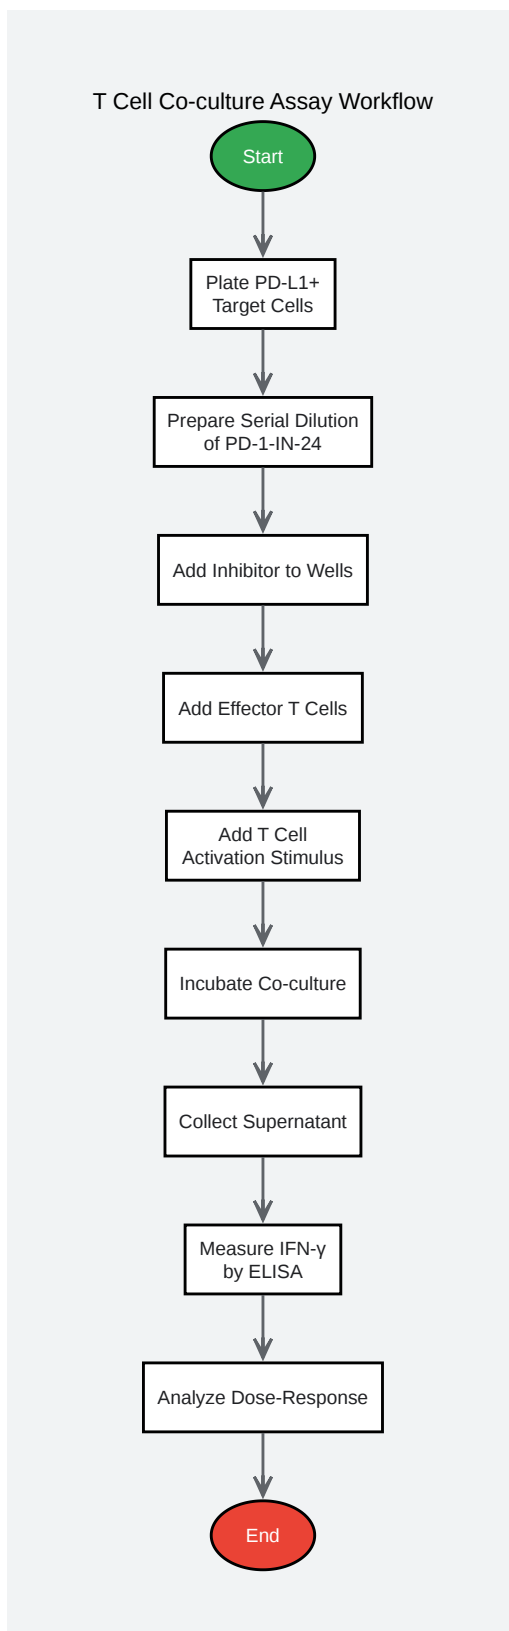 T Cell Co-culture Assay Workflow
Start
Plate PD-L1+
Target Cells
Prepare Serial Dilution
of PD-1-IN-24
Add Inhibitor to Wells
Add Effector T Cells
Add T Cell
Activation Stimulus
Incubate Co-culture
Collect Supernatant
Measure IFN-γ
by ELISA
Analyze Dose-Response
End